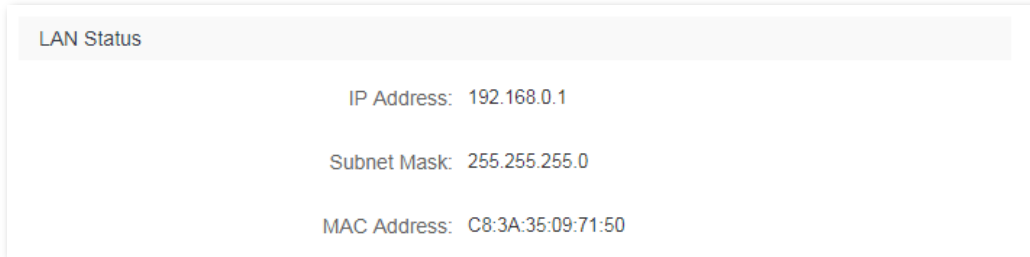 LAN Status
IP Address: 192.168.0.1
Subnet Mask: 255.255.255.0
MAC Address: C8:3A:35:09:71:50